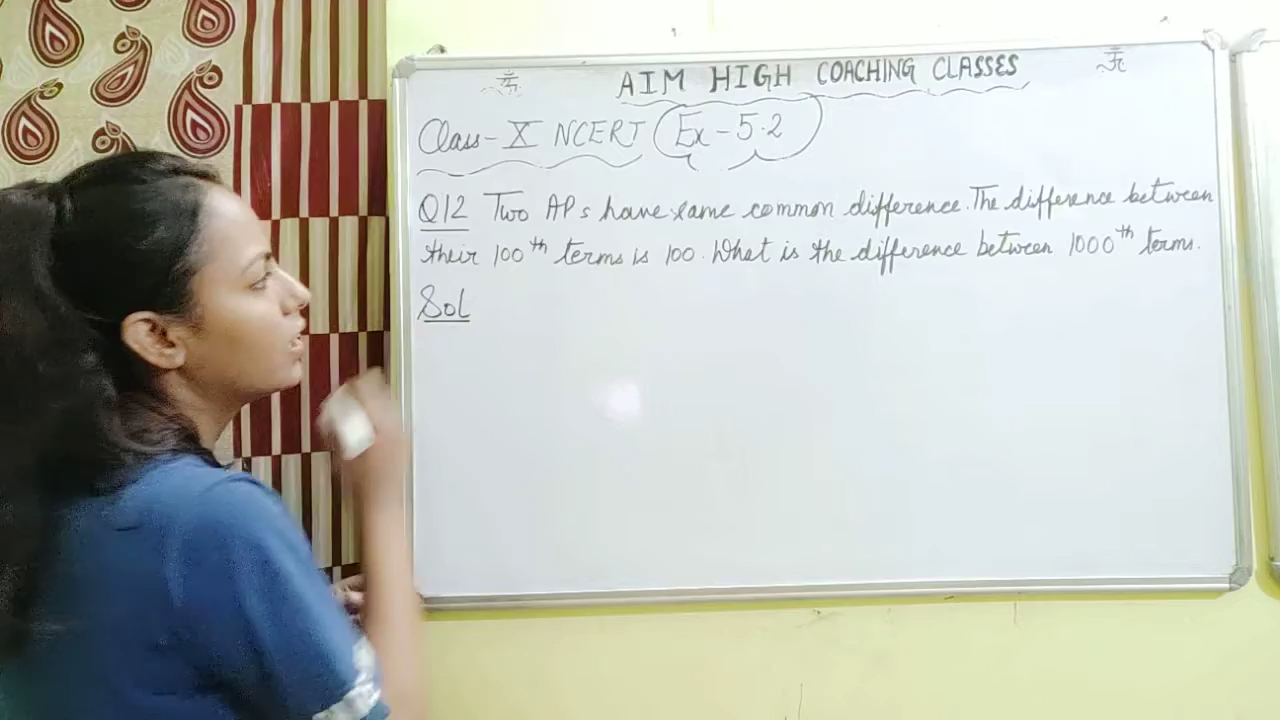 AIM HIGH COACHING CLASSES
Class-X NCERT Ex-5.2
Q12 Two APs have same common difference. The difference between
their 100th terms is 100. What is the difference between 1000th terms.
Sol